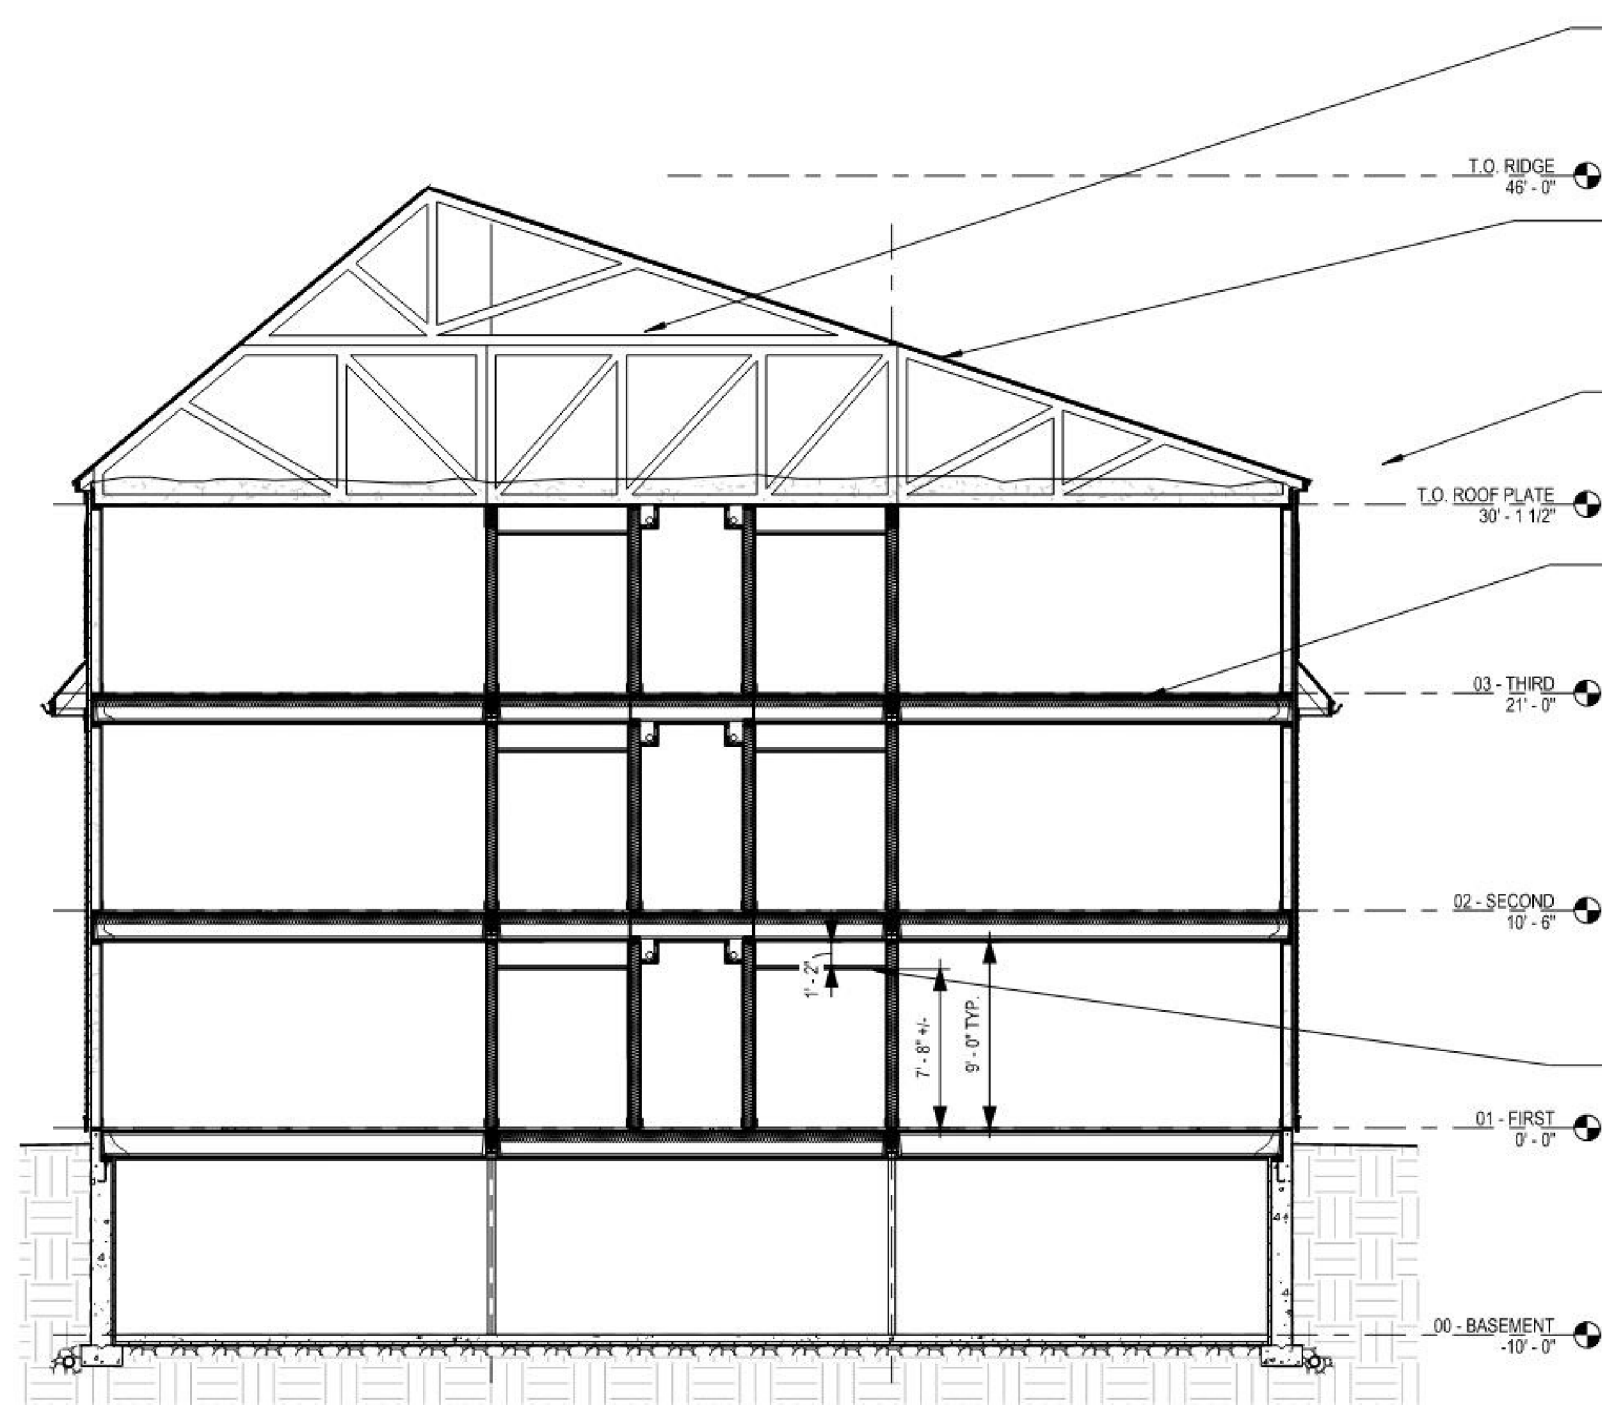 T.O. RIDGE
46' - 0"
T.O. ROOF PLATE
30' - 1 1/2"
03 - THIRD
21' - 0"
02 - SECOND
10' - 6"
1' - 2"
7' - 8" +/-
9' - 0" TYP.
01 - FIRST
0' - 0"
00 - BASEMENT
-10' - 0"